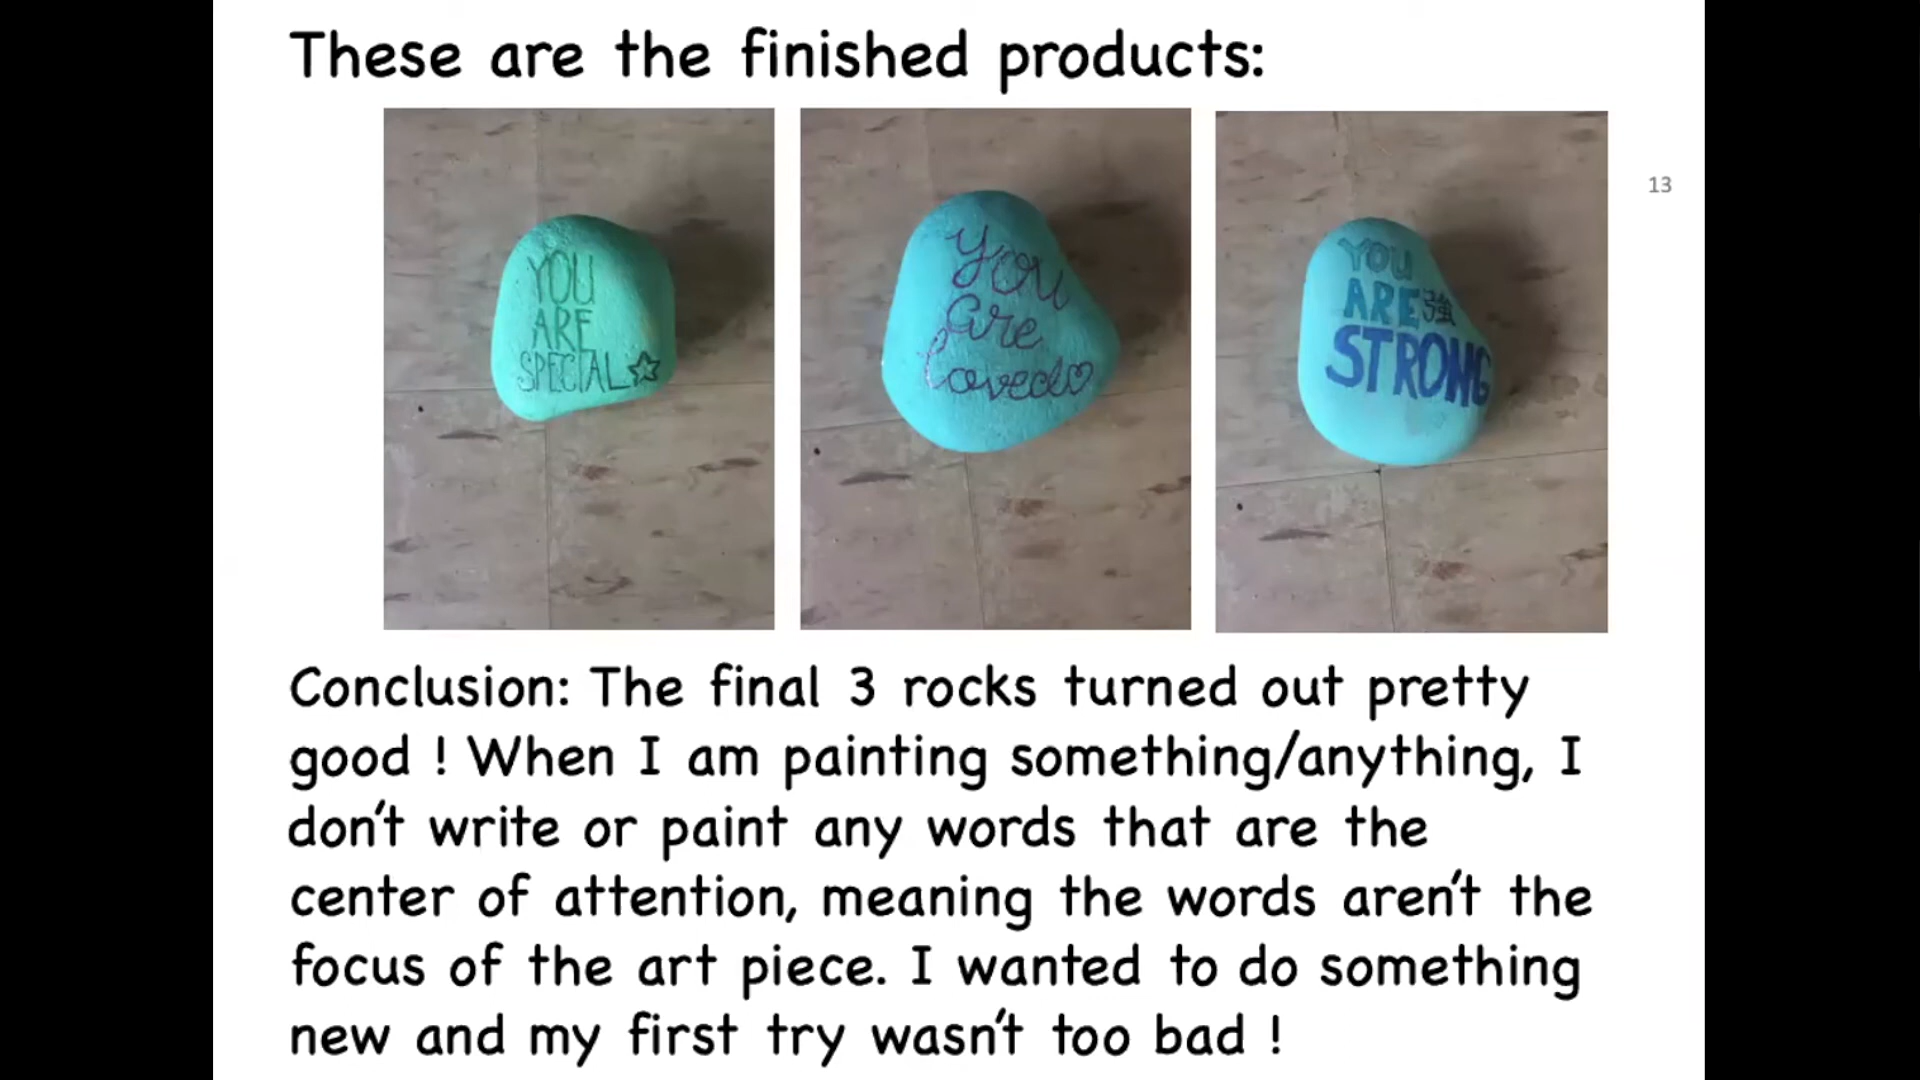 These are the finished products:
13
YOU
ARE
SPECIAL
You
are
Loved
YOU
ARE強
STRONG
Conclusion: The final 3 rocks turned out pretty
good ! When I am painting something/anything, I
don't write or paint any words that are the
center of attention, meaning the words aren't the
focus of the art piece. I wanted to do something
new and my first try wasn't too bad !